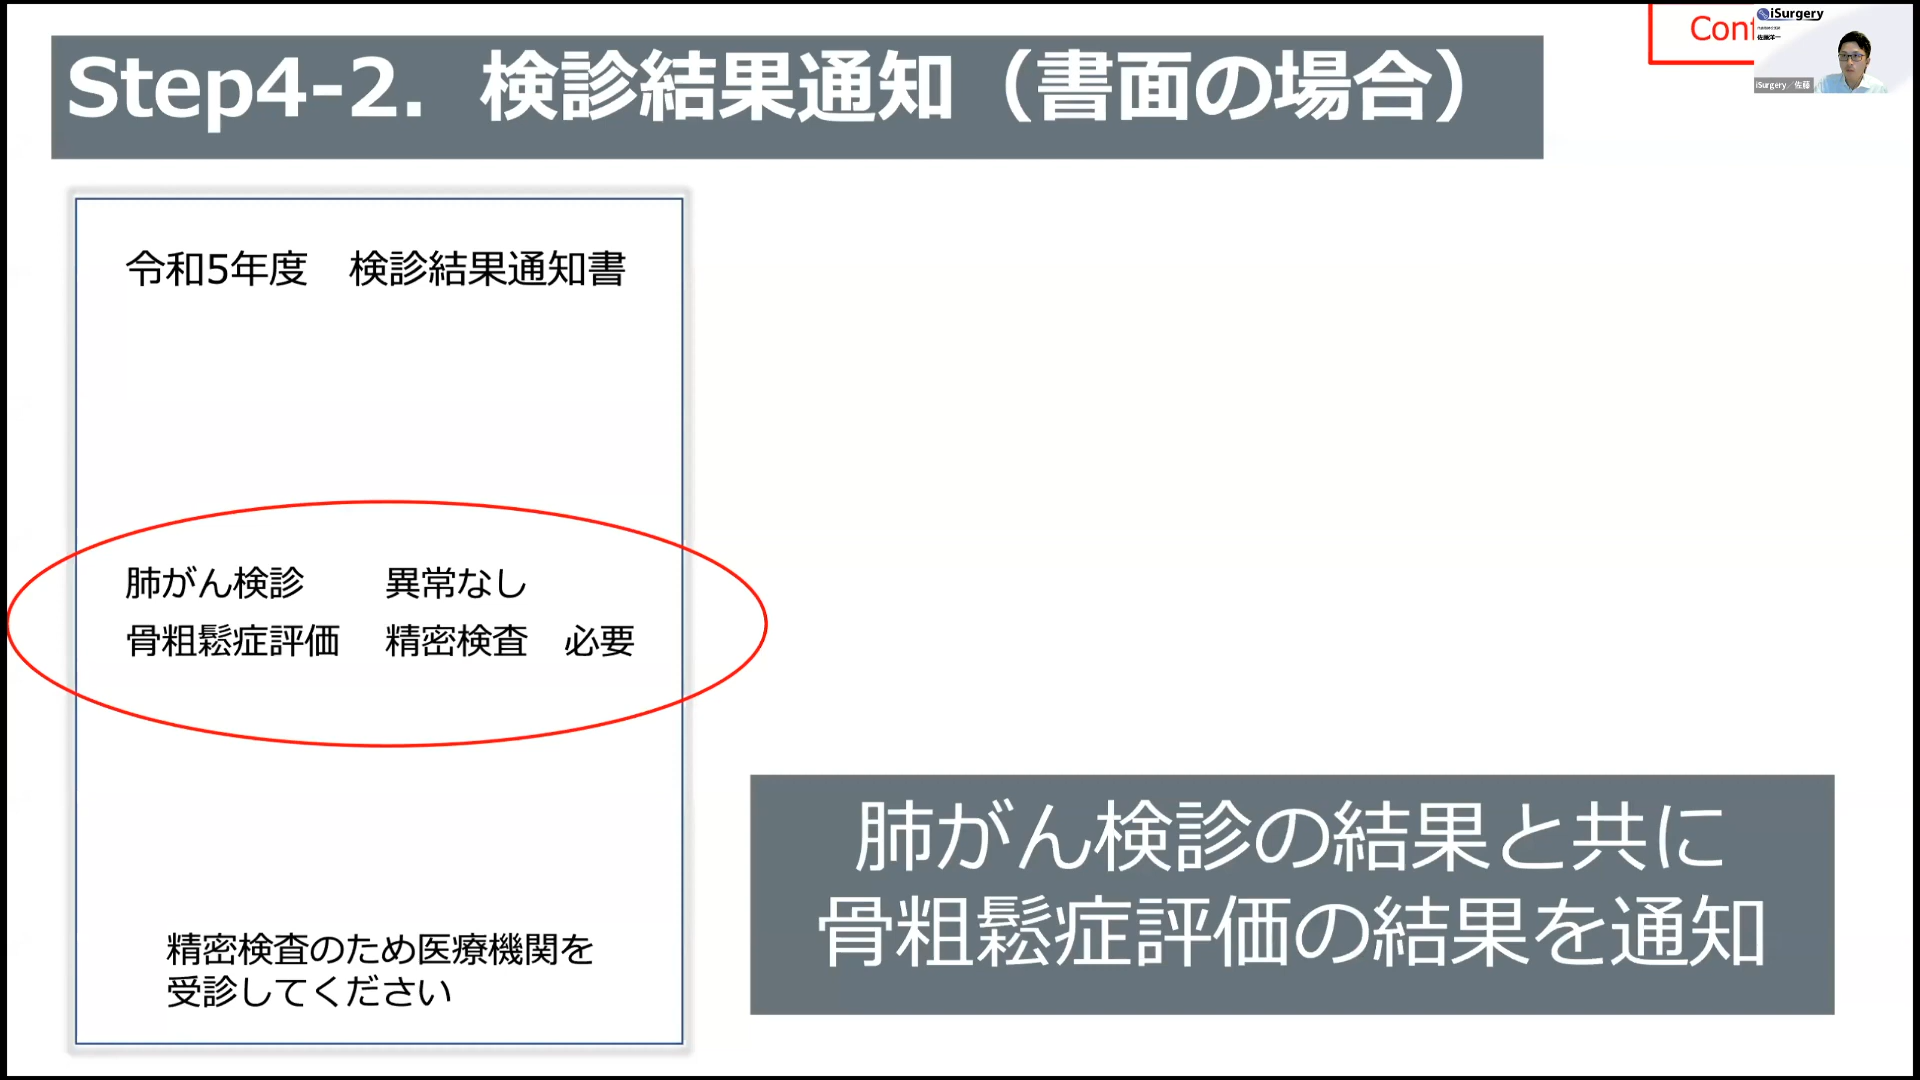 Step4-2. 検診結果通知（書面の場合）
Con
iSurgery
iSurgery／佐藤
令和5年度　検診結果通知書
肺がん検診　　異常なし
骨粗鬆症評価　精密検査　必要
精密検査のため医療機関を
受診してください
肺がん検診の結果と共に
骨粗鬆症評価の結果を通知